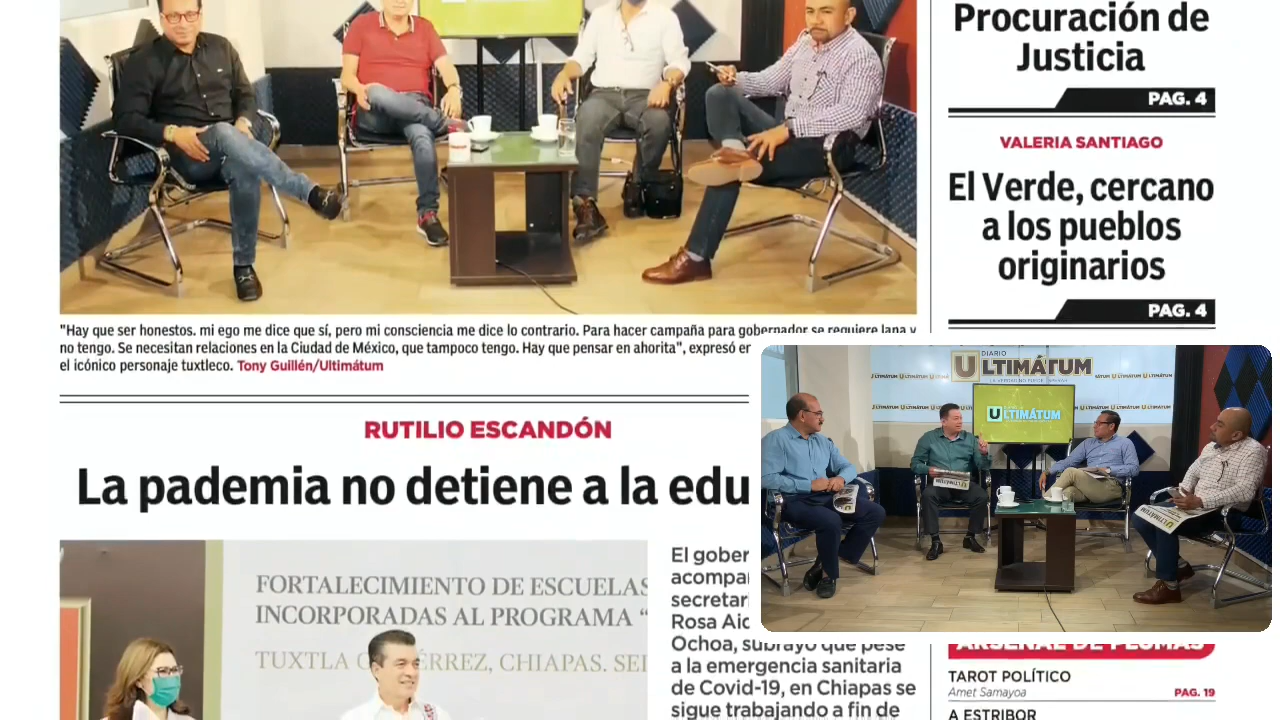 Procuración de
Justicia
PAG. 4
VALERIA SANTIAGO
El Verde, cercano
a los pueblos
originarios
PAG. 4
"Hay que ser honestos. mi ego me dice que sí, pero mi consciencia me dice lo contrario. Para hacer campaña para gobernador se requiere lana y
no tengo. Se necesitan relaciones en la Ciudad de México, que tampoco tengo. Hay que pensar en ahorita", expresó en
el icónico personaje tuxtleco. Tony Guillén/Ultimátum
RUTILIO ESCANDÓN
La pademia no detiene a la edu
FORTALECIMIENTO DE ESCUELAS
INCORPORADAS AL PROGRAMA "
TUXTLA GUTIÉRREZ, CHIAPAS. SE
El gober
acompa
secretari
Rosa Aid
Ochoa, subrayó que pese
a la emergencia sanitaria
de Covid-19, en Chiapas se
sigue trabajando a fin de
DIARIO
ULTIMÁTUM
ULTIMÁTUM
ARSENAL DE PLUMAS
TAROT POLÍTICO
Amet Samayoa
PAG. 19
A ESTRIBOR